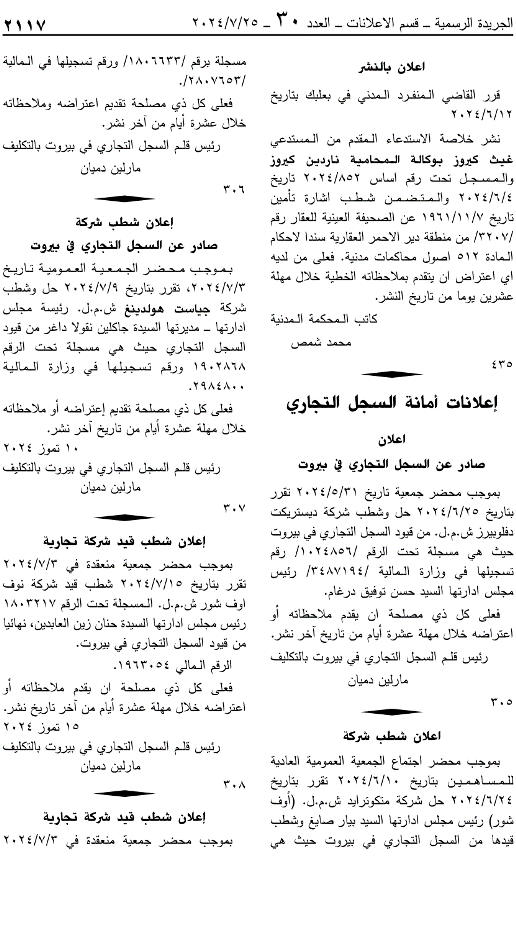 الجريدة الرسمية ــ قسم الاعلانات ــ العدد ٣٠ ــ ٢٠٢٤/٧/٢٥
٢١١٧
اعلان بالنشر
قرر القاضي المنفرد المدني في بعلبك بتاريخ
٢٠٢٤/٦/١٢
نشر خلاصة الاستدعاء المقدم من المستدعي
غيث كيروز بوكالة المحامية ناردين كيروز
والمسجل تحت رقم اساس ٢٠٢٤/٨٥٢ تاريخ
٢٠٢٤/٦/٤ والمتضمن شطب اشارة تأمين
تاريخ ١٩٦١/١١/٧ عن الصحيفة العينية للعقار رقم
/٣٢٠٧/ من منطقة دير الاحمر العقارية سندا لاحكام
المادة ٥١٢ اصول محاكمات مدنية. فعلى من لديه
اي اعتراض ان يتقدم بملاحظاته الخطية خلال مهلة
عشرين يوما من تاريخ النشر.
كاتب المحكمة المدنية
محمد شمص
٤٣٥
إعلانات أمانة السجل التجاري
اعلان
صادر عن السجل التجاري في بيروت
بموجب محضر جمعية تاريخ ٢٠٢٤/٥/٣١ تقرر
بتاريخ ٢٠٢٤/٦/٢٥ حل وشطب شركة ديستريكت
دفلوبيرز ش.م.ل. من قيود السجل التجاري في بيروت
حيث هي مسجلة تحت الرقم /١٠٢٤٨٥٦/ رقم
تسجيلها في وزارة المالية /٣٤٨٧١٩٤/ رئيس
مجلس ادارتها السيد حسن توفيق درغام.
فعلى كل ذي مصلحة ان يقدم ملاحظاته أو
اعتراضه خلال مهلة عشرة أيام من تاريخ آخر نشر.
رئيس قلم السجل التجاري في بيروت بالتكليف
مارلين دميان
٣٠٥
اعلان شطب شركة
بموجب محضر اجتماع الجمعية العمومية العادية
للمساهمين بتاريخ ٢٠٢٤/٦/١٠ تقرر بتاريخ
٢٠٢٤/٦/٢٤ حل شركة منكوترايد ش.م.ل. (أوف
شور) رئيس مجلس ادارتها السيد بيار صايغ وشطب
قيدها من السجل التجاري في بيروت حيث هي
مسجلة برقم /١٨٠٦٦٣٣/ ورقم تسجيلها في المالية
/٢٨٠٧٦٥٣/.
فعلى كل ذي مصلحة تقديم اعتراضه وملاحظاته
خلال عشرة أيام من آخر نشر.
رئيس قلم السجل التجاري في بيروت بالتكليف
مارلين دميان
٣٠٦
إعلان شطب شركة
صادر عن السجل التجاري في بيروت
بموجب محضر الجمعية العمومية تاريخ
٢٠٢٤/٧/٣، تقرر بتاريخ ٢٠٢٤/٧/٩ حل وشطب
شركة جياست هولدينغ ش.م.ل. رئيسة مجلس
ادارتها ــ مديرتها السيدة جاكلين نقولا داغر من قيود
السجل التجاري حيث هي مسجلة تحت الرقم
١٩٠٢٨٦٨ ورقم تسجيلها في وزارة المالية
٢٩٨٤٨٠٠.
فعلى كل ذي مصلحة تقديم إعتراضه أو ملاحظاته
خلال مهلة عشرة أيام من تاريخ آخر نشر.
١٠ تموز ٢٠٢٤
رئيس قلم السجل التجاري في بيروت بالتكليف
مارلين دميان
٣٠٧
إعلان شطب قيد شركة تجارية
بموجب محضر جمعية منعقدة في ٢٠٢٤/٧/٣
تقرر بتاريخ ٢٠٢٤/٧/١٥ شطب قيد شركة نوف
اوف شور ش.م.ل. المسجلة تحت الرقم ١٨٠٣٢١٧
رئيس مجلس ادارتها السيدة حنان زين العابدين، نهائيا
من قيود السجل التجاري في بيروت.
الرقم المالي ١٩٦٣٠٥٤.
فعلى كل ذي مصلحة ان يقدم ملاحظاته أو
اعتراضه خلال مهلة عشرة أيام من تاريخ آخر نشر.
١٥ تموز ٢٠٢٤
رئيس قلم السجل التجاري في بيروت بالتكليف
مارلين دميان
٣٠٨
إعلان شطب قيد شركة تجارية
بموجب محضر جمعية منعقدة في ٢٠٢٤/٧/٣